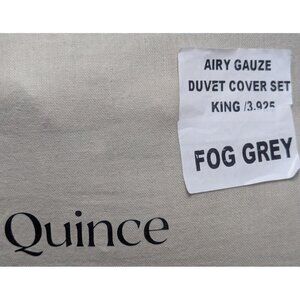 AIRY GAUZE
DUVET COVER SET
KING /3.925
FOG GREY
Quince